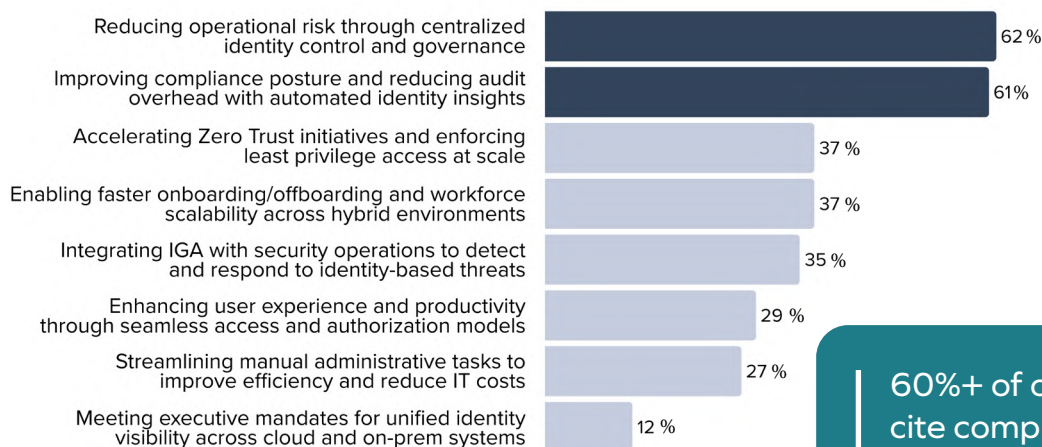 Reducing operational risk through centralized
identity control and governance
62 %
Improving compliance posture and reducing audit
overhead with automated identity insights
61%
Accelerating Zero Trust initiatives and enforcing
least privilege access at scale
37 %
Enabling faster onboarding/offboarding and workforce
scalability across hybrid environments
37 %
Integrating IGA with security operations to detect
and respond to identity-based threats
35 %
Enhancing user experience and productivity
through seamless access and authorization models
29 %
Streamlining manual administrative tasks to
improve efficiency and reduce IT costs
27 %
Meeting executive mandates for unified identity
visibility across cloud and on-prem systems
12 %
60%+ of
cite